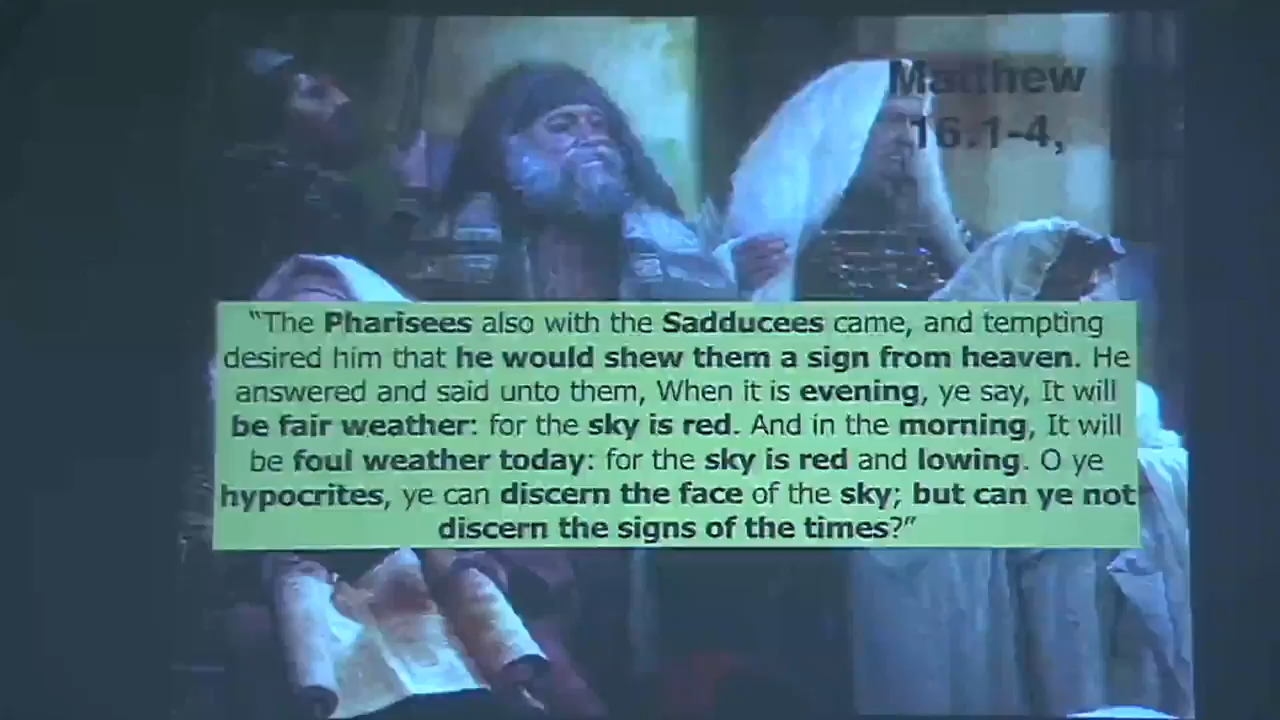 Matthew
16.1-4,
“The Pharisees also with the Sadducees came, and tempting
desired him that he would shew them a sign from heaven. He
answered and said unto them, When it is evening, ye say, It will
be fair weather: for the sky is red. And in the morning, It will
be foul weather today: for the sky is red and lowing. O ye
hypocrites, ye can discern the face of the sky; but can ye not
discern the signs of the times?”